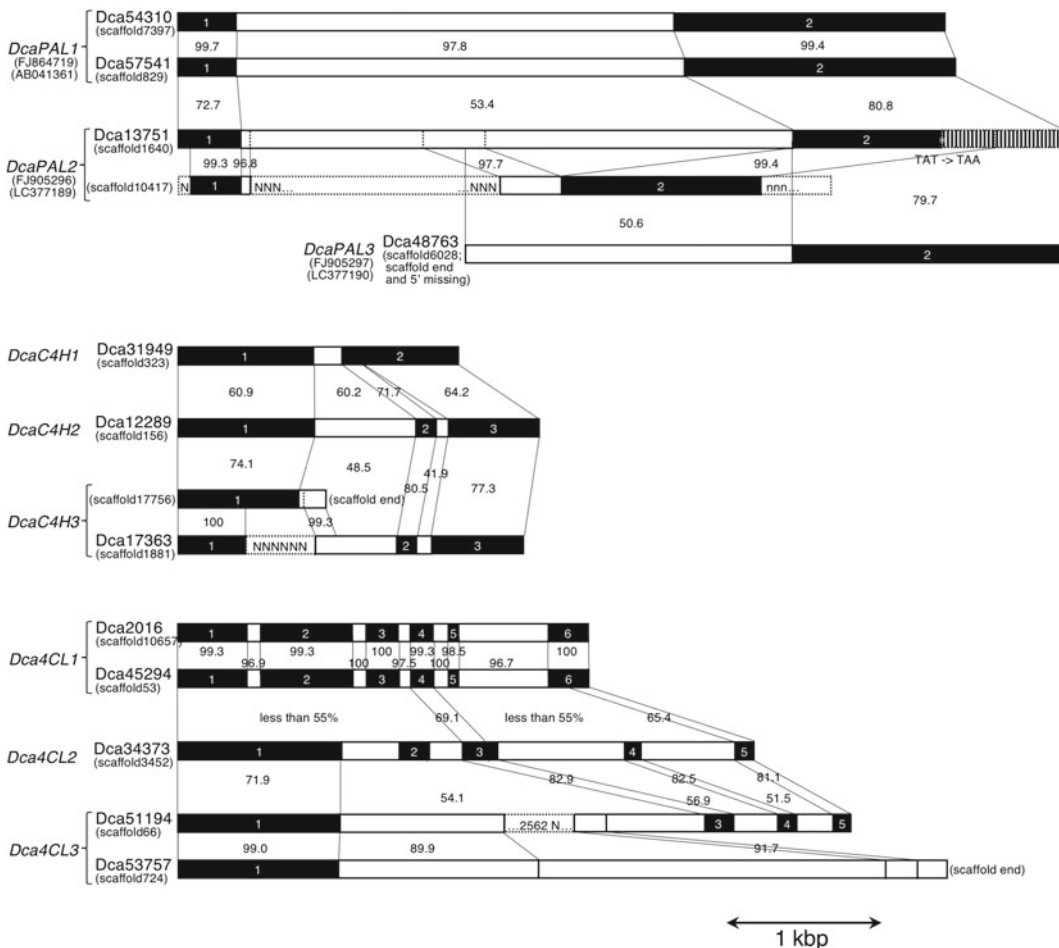 Dca54310
(scaffold7397)
1
2
DcaPAL1
(FJ864719)
(AB041361)
99.7
97.8
99.4
Dca57541
(scaffold829)
1
2
72.7
53.4
80.8
Dca13751
(scaffold1640)
1
2
TAT -> TAA
DcaPAL2
(FJ905296)
(LC377189)
99.3
96.8
97.7
99.4
(scaffold10417)
N
1
NNN...
...NNN
2
nnn...
50.6
79.7
DcaPAL3
(FJ905297)
(LC377190)
Dca48763
(scaffold6028;
scaffold end
and 5' missing)
2
DcaC4H1
Dca31949
(scaffold323)
1
2
60.9
60.2
71.7
64.2
DcaC4H2
Dca12289
(scaffold156)
1
2
3
74.1
48.5
80.5
41.9
77.3
DcaC4H3
(scaffold17756)
1
(scaffold end)
100
99.3
Dca17363
(scaffold1881)
1
NNNNNN
2
3
Dca4CL1
Dca2016
(scaffold10657)
1
2
3
4
5
6
99.3
96.9
99.3
100
100
97.5
99.3
100
98.5
96.7
100
Dca45294
(scaffold53)
1
2
3
4
5
6
less than 55%
69.1
less than 55%
65.4
Dca4CL2
Dca34373
(scaffold3452)
1
2
3
4
5
71.9
54.1
82.9
56.9
82.5
51.5
81.1
Dca4CL3
Dca51194
(scaffold66)
1
...2562 N...
3
4
5
99.0
89.9
91.7
Dca53757
(scaffold724)
1
(scaffold end)
1 kbp